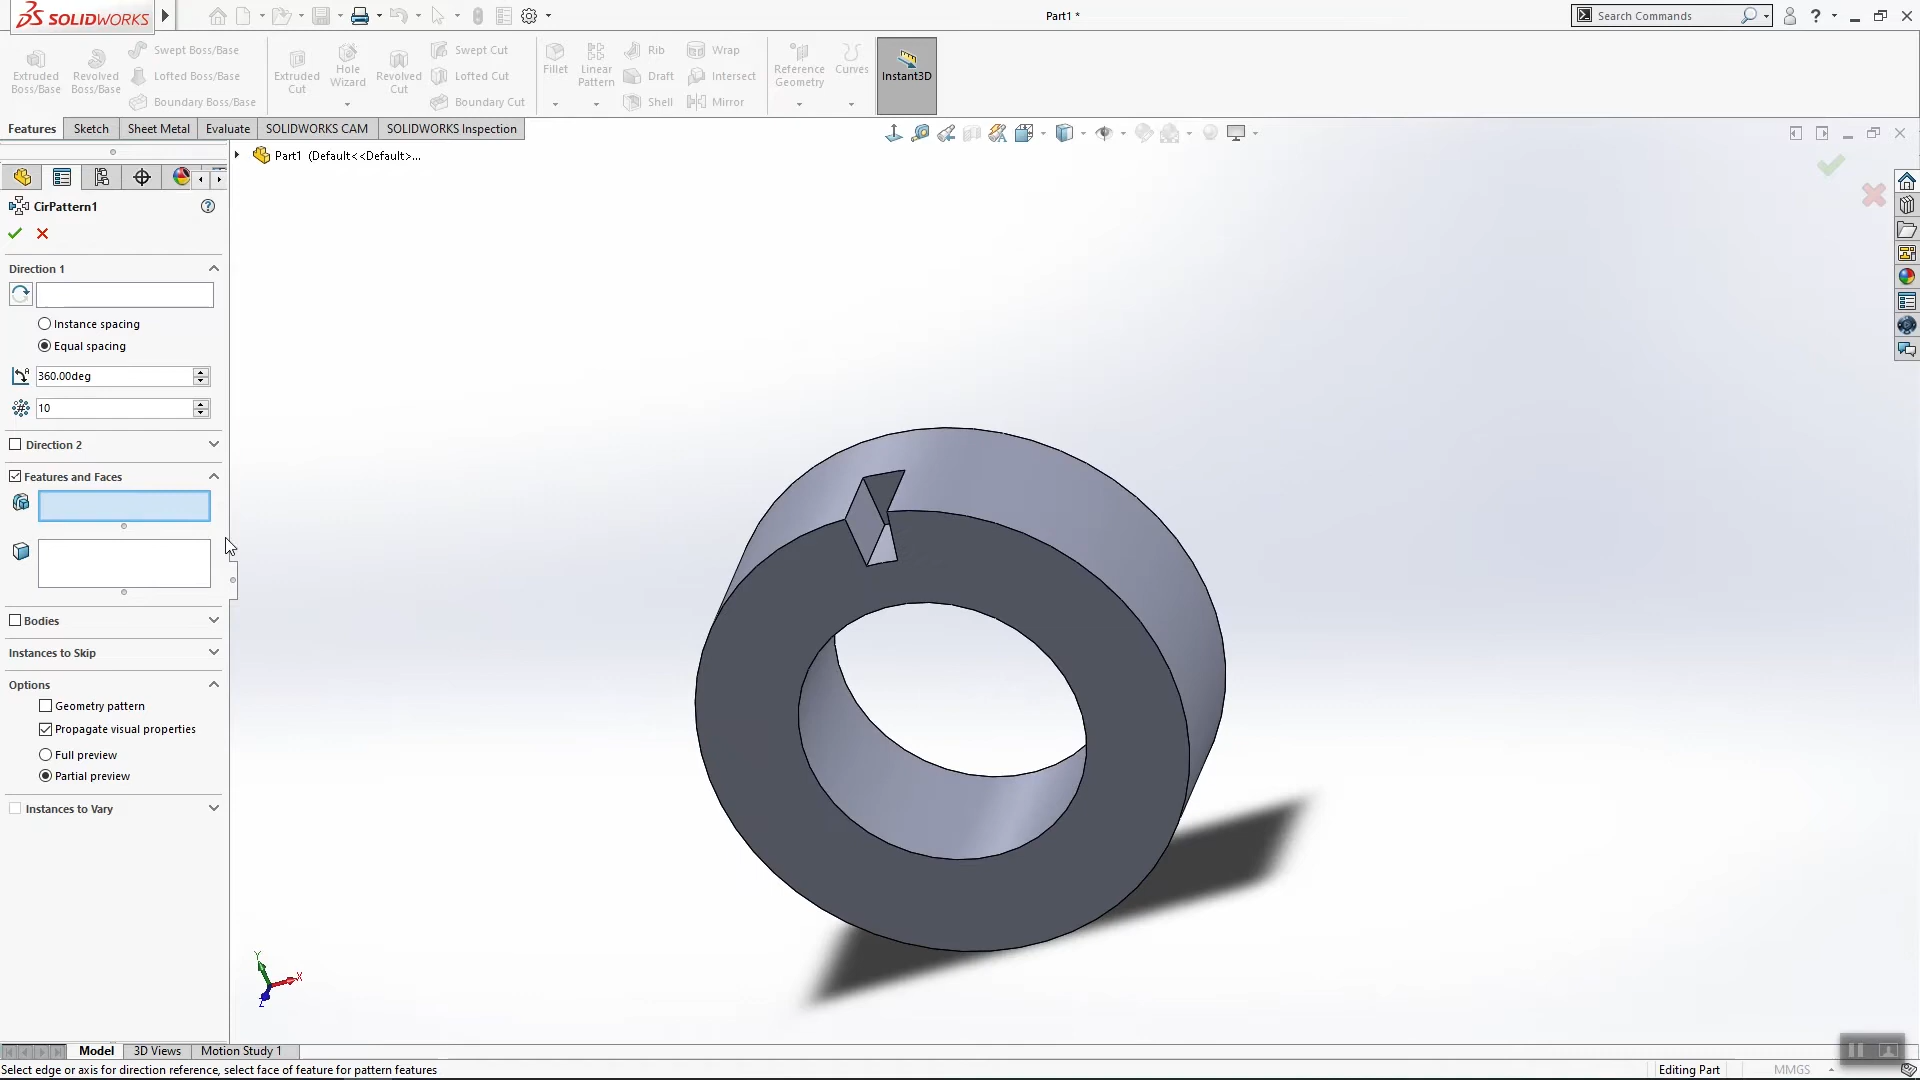 SOLIDWORKS
Part1 *
Search Commands
?
Extruded Boss/Base
Revolved Boss/Base
Swept Boss/Base
Lofted Boss/Base
Boundary Boss/Base
Extruded Cut
Hole Wizard
Revolved Cut
Swept Cut
Lofted Cut
Boundary Cut
Fillet
Linear Pattern
Rib
Draft
Shell
Wrap
Intersect
Mirror
Reference Geometry
Curves
Instant3D
Features
Sketch
Sheet Metal
Evaluate
SOLIDWORKS CAM
SOLIDWORKS Inspection
Part1 (Default<<Default>...
CirPattern1
?
Direction 1
Instance spacing
Equal spacing
360.00deg
10
Direction 2
Features and Faces
Bodies
Instances to Skip
Options
Geometry pattern
Propagate visual properties
Full preview
Partial preview
Instances to Vary
Y
X
Z
Model
3D Views
Motion Study 1
Select edge or axis for direction reference, select face of feature for pattern features
Editing Part
MMGS